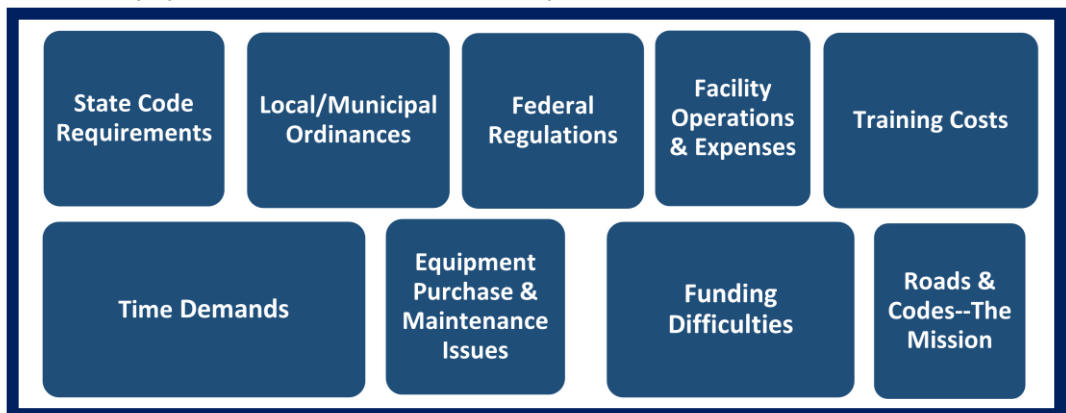 State Code
Requirements
Local/Municipal
Ordinances
Federal
Regulations
Facility
Operations
& Expenses
Training Costs
Time Demands
Equipment
Purchase &
Maintenance
Issues
Funding
Difficulties
Roads &
Codes--The
Mission